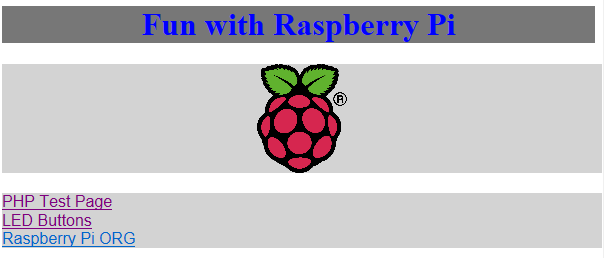 Fun with Raspberry Pi
®
PHP Test Page
LED Buttons
Raspberry Pi ORG